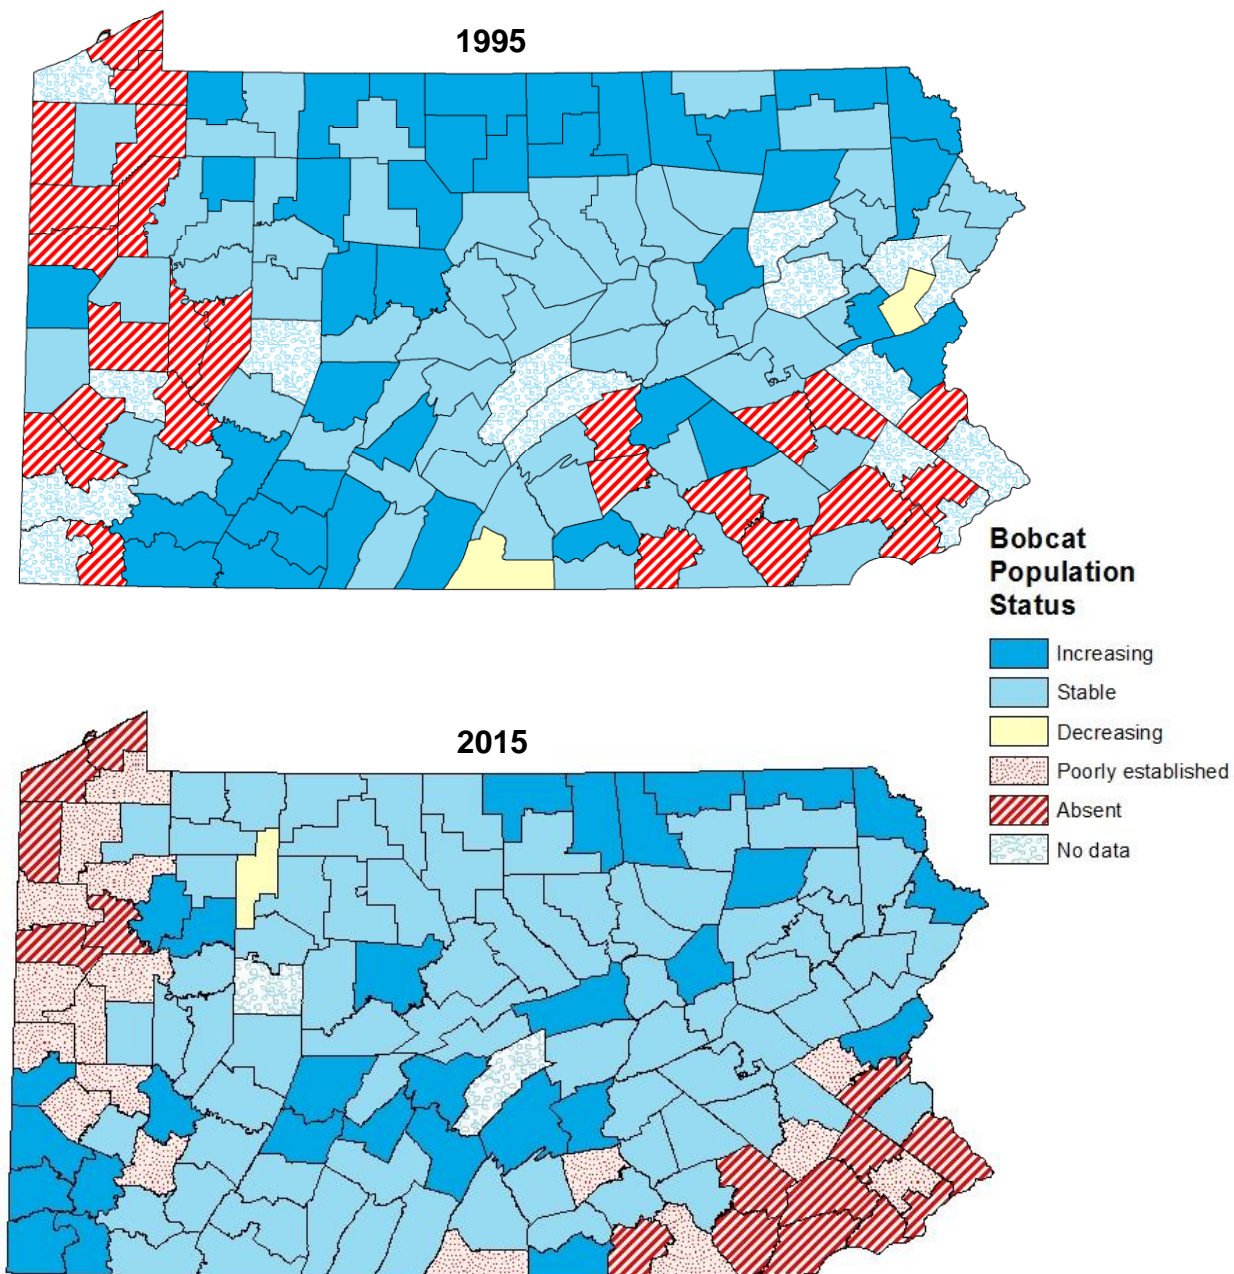 1995
Bobcat
Population
Status
Increasing
Stable
Decreasing
Poorly established
Absent
No data
2015